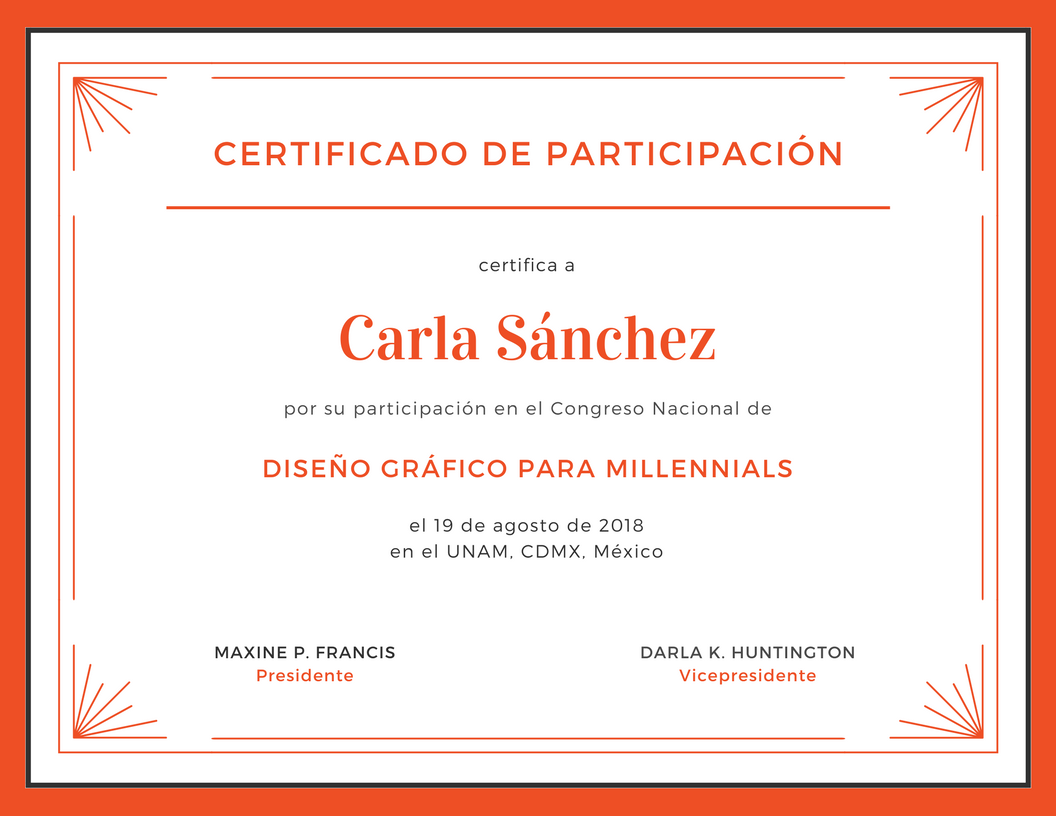 CERTIFICADO DE PARTICIPACIÓN
certifica a
Carla Sánchez
por su participación en el Congreso Nacional de
DISEÑO GRÁFICO PARA MILLENNIALS
el 19 de agosto de 2018
en el UNAM, CDMX, México
MAXINE P. FRANCIS
Presidente
DARLA K. HUNTINGTON
Vicepresidente